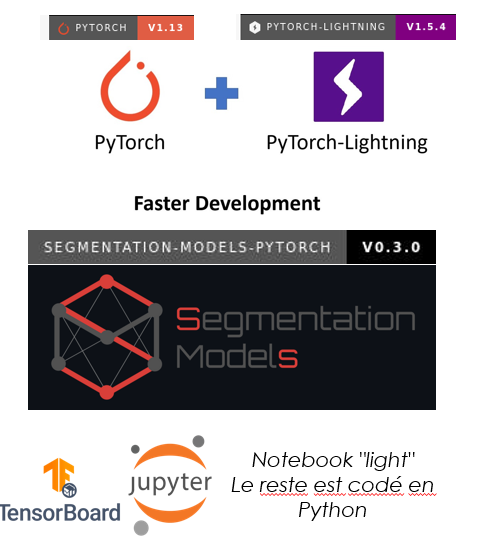 PYTORCH V1.13
PYTORCH-LIGHTNING V1.5.4
PyTorch
PyTorch-Lightning
Faster Development
SEGMENTATION-MODELS-PYTORCH V0.3.0
Segmentation
Models
TensorBoard
jupyter
Notebook "light"
Le reste est codé en
Python